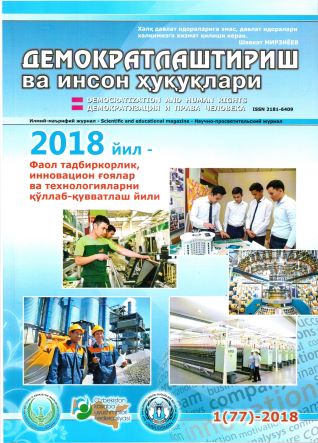 Халқ давлат идораларига эмас, давлат идоралари
халқимизга хизмат қилиши керак.
Шавкат МИРЗИЁЕВ
ДЕМОКРАТЛАШТИРИШ
ВА ИНСОН ҲУҚУҚЛАРИ
DEMOCRATIZATION AND HUMAN RIGHTS
ДЕМОКРАТИЗАЦИЯ И ПРАВА ЧЕЛОВЕКА ISSN 2181-6409
Илмий-маърифий журнал - Scientific and educational magazine - Научно-просветительский журнал
2018 йил -
Фаол тадбиркорлик,
инновацион ғоялар
ва технологияларни
қўллаб-қувватлаш йили
1(77)-2018